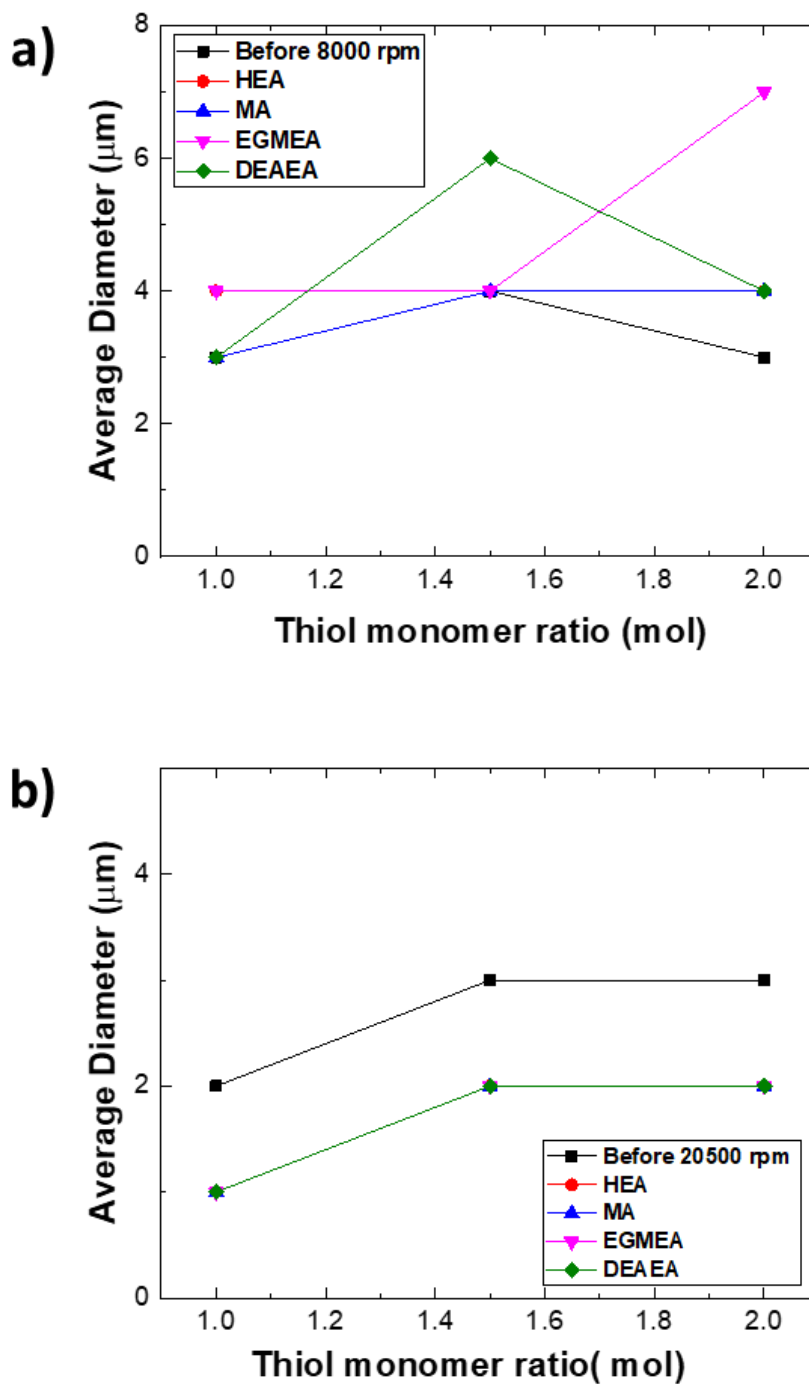 a)
Before 8000 rpm
HEA
MA
EGMEA
DEAEA
8
6
4
2
0
Average Diameter (μm)
1.0 1.2 1.4 1.6 1.8 2.0
Thiol monomer ratio (mol)
b)
4
2
0
Average Diameter (μm)
Before 20500 rpm
HEA
MA
EGMEA
DEAEA
1.0 1.2 1.4 1.6 1.8 2.0
Thiol monomer ratio( mol)